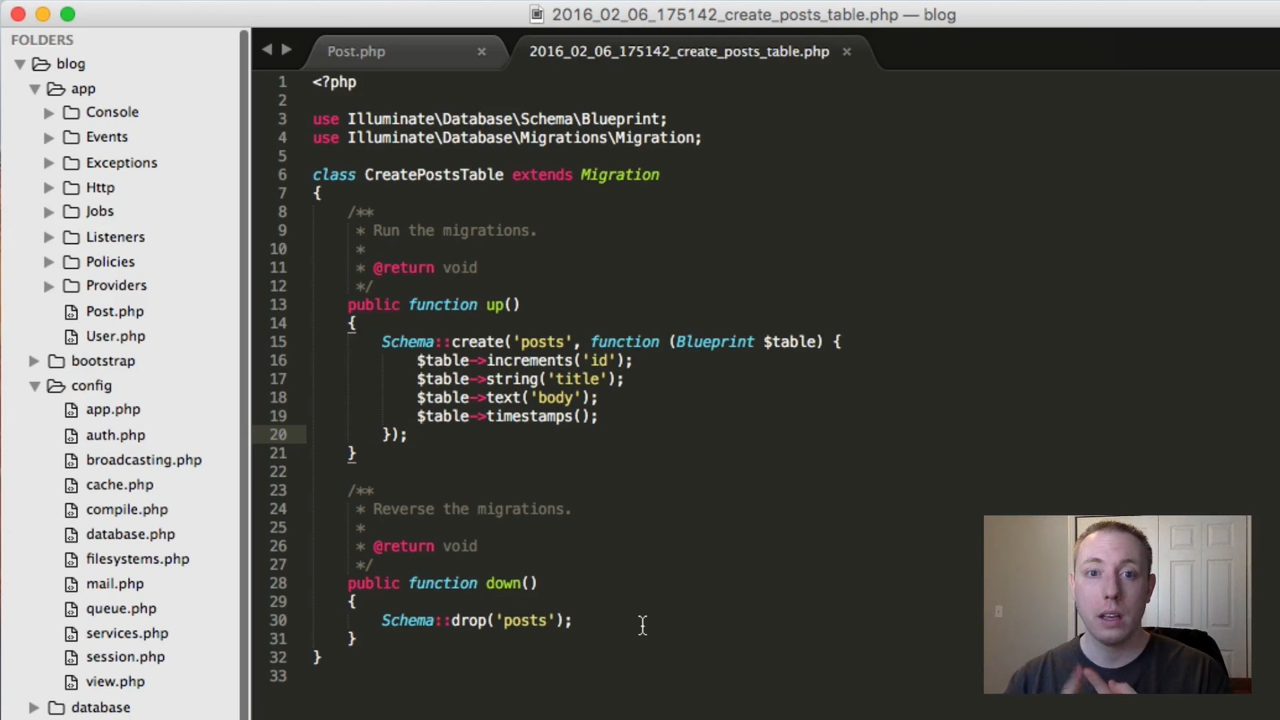 2016_02_06_175142_create_posts_table.php — blog
FOLDERS
blog
app
Console
Events
Exceptions
Http
Jobs
Listeners
Policies
Providers
Post.php
User.php
bootstrap
config
app.php
auth.php
broadcasting.php
cache.php
compile.php
database.php
filesystems.php
mail.php
queue.php
services.php
session.php
view.php
database
Post.php
2016_02_06_175142_create_posts_table.php
1 <?php
2
3 use Illuminate\Database\Schema\Blueprint;
4 use Illuminate\Database\Migrations\Migration;
5
6 class CreatePostsTable extends Migration
7 {
8 /**
9 * Run the migrations.
10 *
11 * @return void
12 */
13 public function up()
14 {
15 Schema::create('posts', function (Blueprint $table) {
16 $table->increments('id');
17 $table->string('title');
18 $table->text('body');
19 $table->timestamps();
20 });
21 }
22
23 /**
24 * Reverse the migrations.
25 *
26 * @return void
27 */
28 public function down()
29 {
30 Schema::drop('posts');
31 }
32 }
33